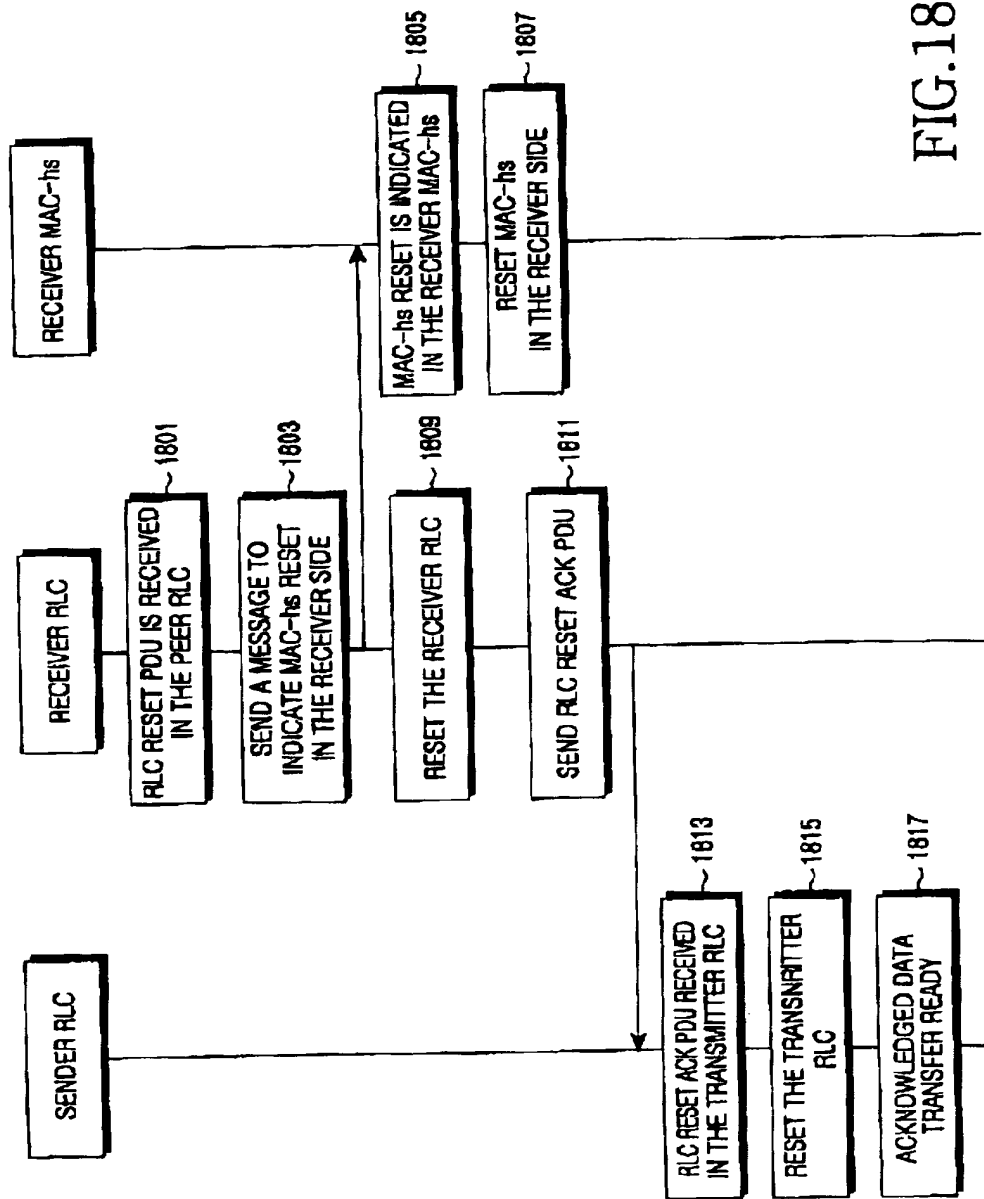 SENDER RLC
RECEIVER RLC
RECEIVER MAC-hs
RLC RESET PDU IS RECEIVED
IN THE PEER RLC
1801
SEND A MESSAGE TO
INDICATE MAC-hs RESET
IN THE RECEIVER SIDE
1803
MAC-hs RESET IS INDICATED
IN THE RECEIVER MAC-hs
1805
RESET MAC-hs
IN THE RECEIVER SIDE
1807
RESET THE RECEIVER RLC
1809
SEND RLC RESET ACK PDU
1811
RLC RESET ACK PDU RECEIVED
IN THE TRANSMITTER RLC
1813
RESET THE TRANSNRITTER
RLC
1815
ACKNOWLEDGED DATA
TRANSFER READY
1817
FIG.18